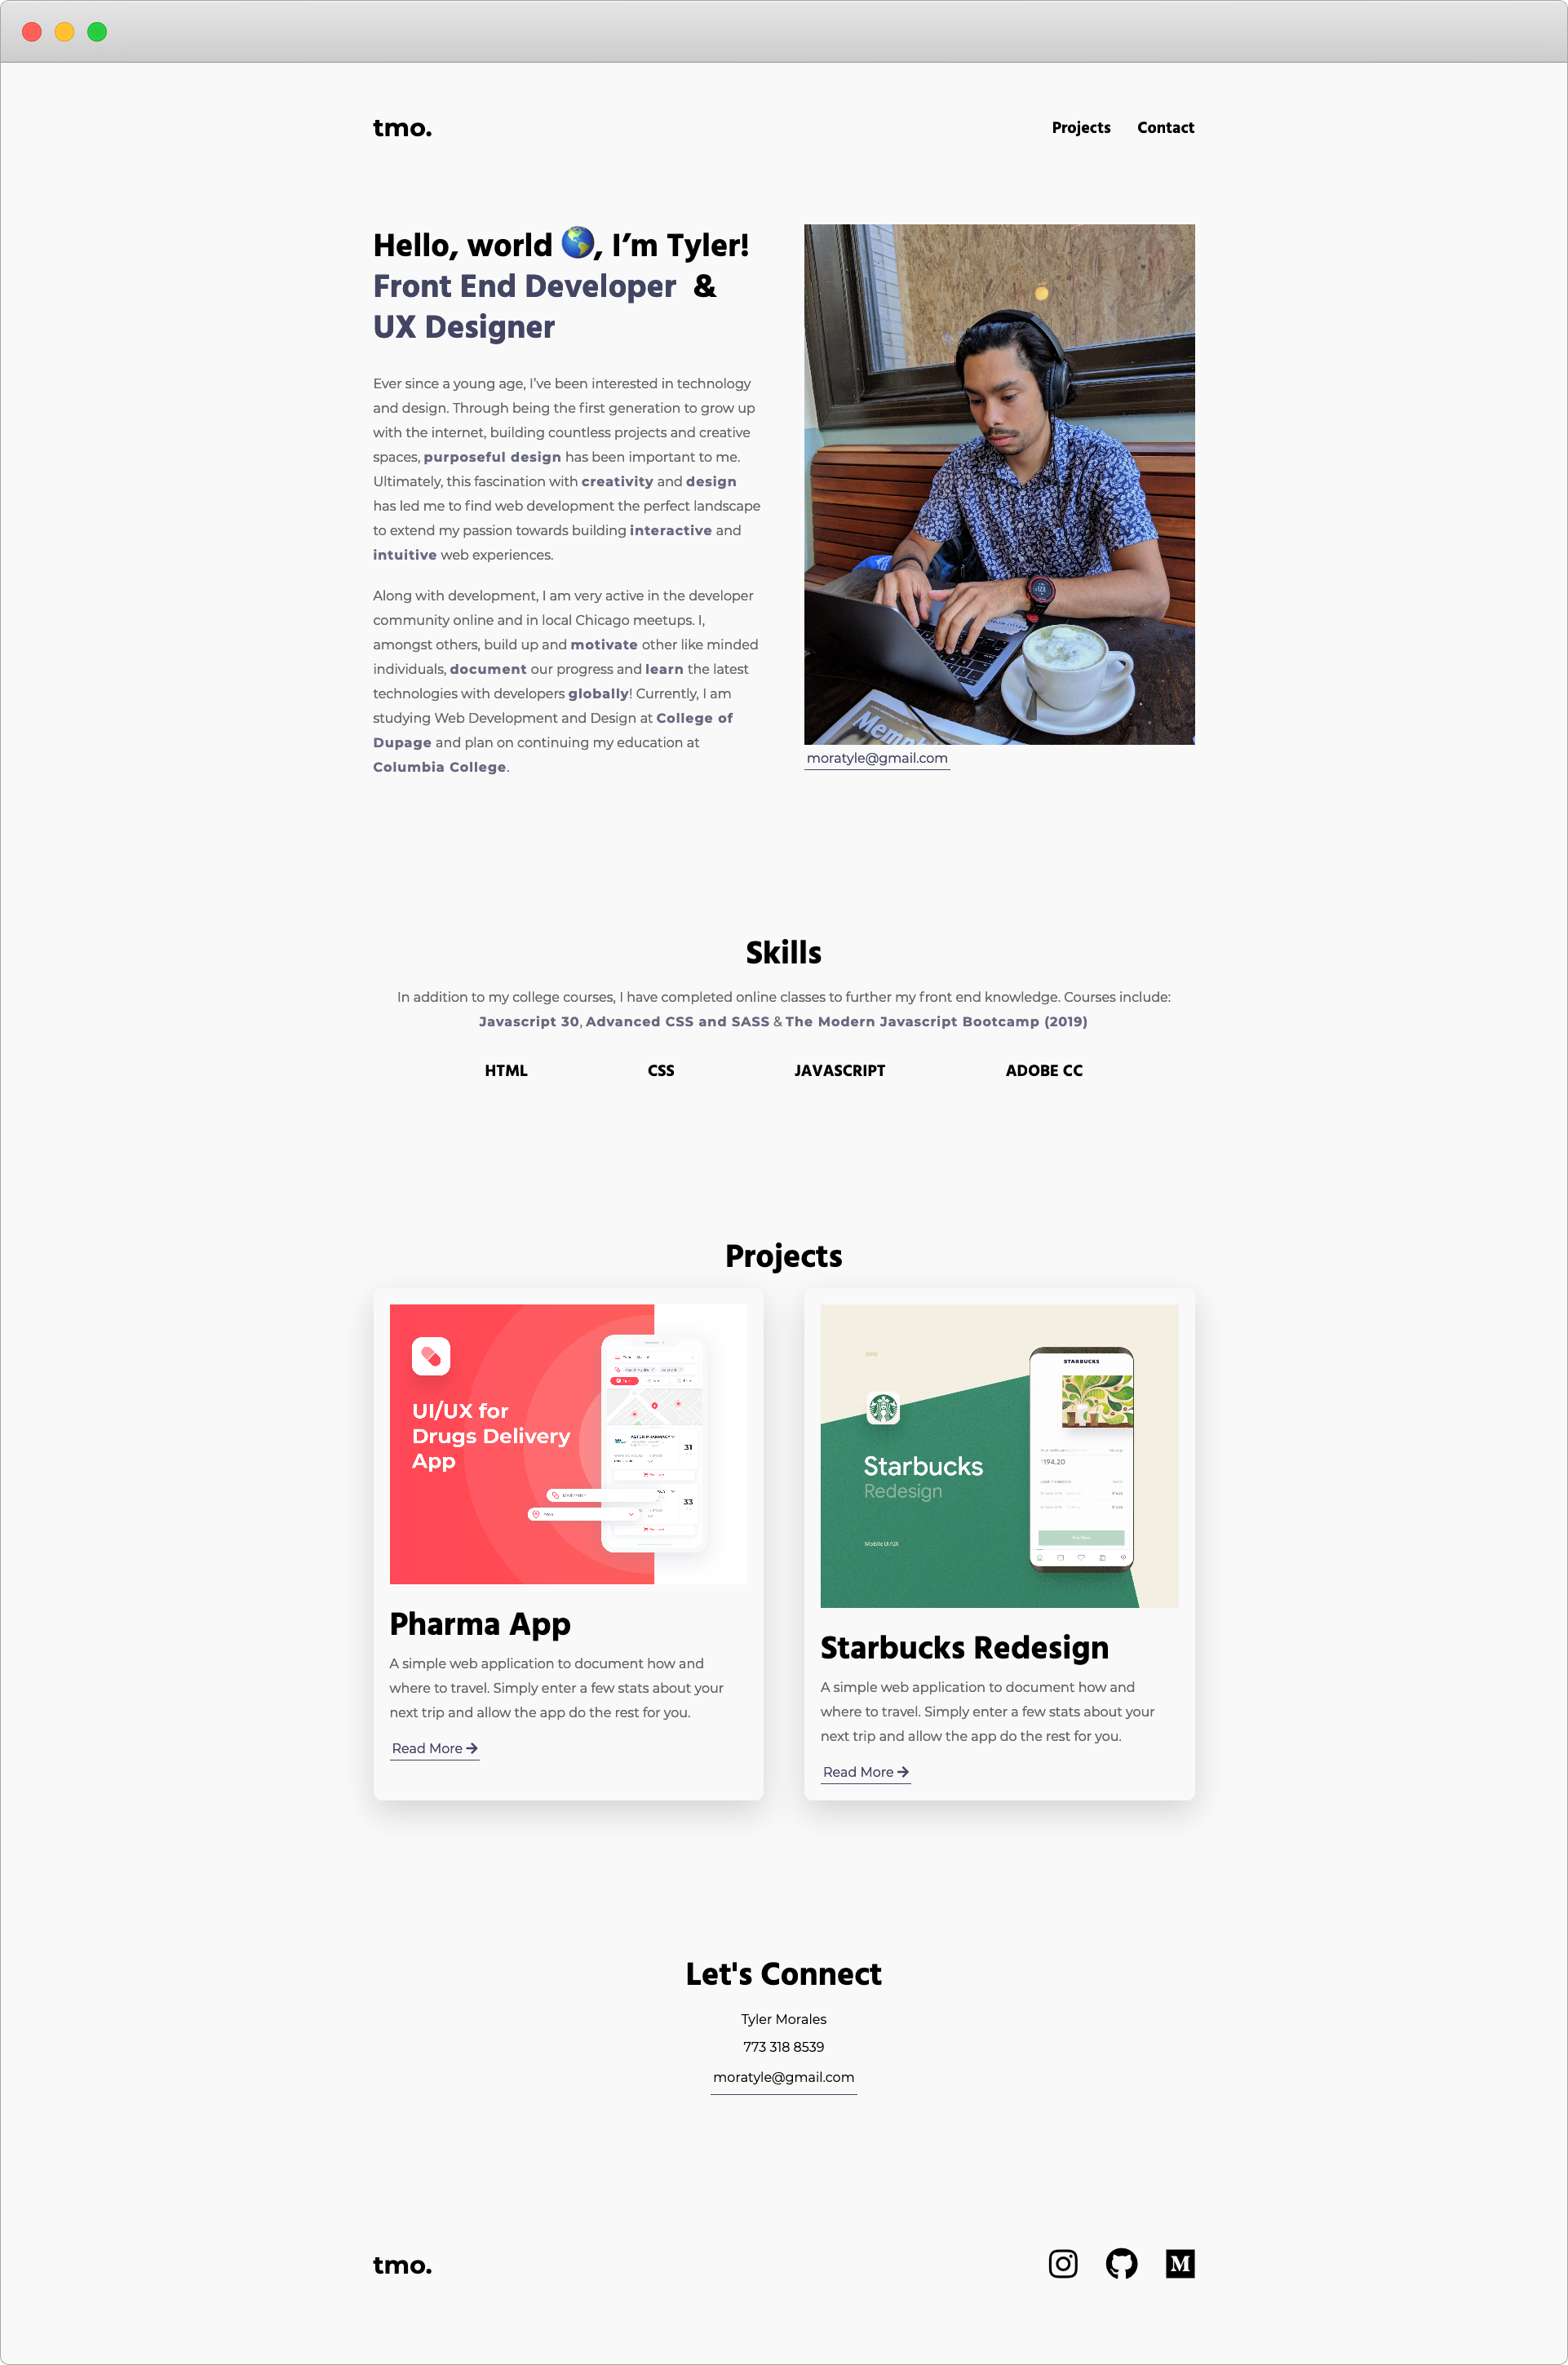 tmo.
Projects Contact
Hello, world 🌎, I’m Tyler!
Front End Developer &
UX Designer
Ever since a young age, I’ve been interested in technology
and design. Through being the first generation to grow up
with the internet, building countless projects and creative
spaces, purposeful design has been important to me.
Ultimately, this fascination with creativity and design
has led me to find web development the perfect landscape
to extend my passion towards building interactive and
intuitive web experiences.
Along with development, I am very active in the developer
community online and in local Chicago meetups. I,
amongst others, build up and motivate other like minded
individuals, document our progress and learn the latest
technologies with developers globally! Currently, I am
studying Web Development and Design at College of
Dupage and plan on continuing my education at
Columbia College.
moratyle@gmail.com
Skills
In addition to my college courses, I have completed online classes to further my front end knowledge. Courses include:
Javascript 30, Advanced CSS and SASS & The Modern Javascript Bootcamp (2019)
HTML CSS JAVASCRIPT ADOBE CC
Projects
UI/UX for
Drugs Delivery
App
31
33
Pharma App
A simple web application to document how and
where to travel. Simply enter a few stats about your
next trip and allow the app do the rest for you.
Read More
STARBUCKS
194.20
Starbucks
Redesign
Mobile UI/UX
Starbucks Redesign
A simple web application to document how and
where to travel. Simply enter a few stats about your
next trip and allow the app do the rest for you.
Read More
Let's Connect
Tyler Morales
773 318 8539
moratyle@gmail.com
tmo.